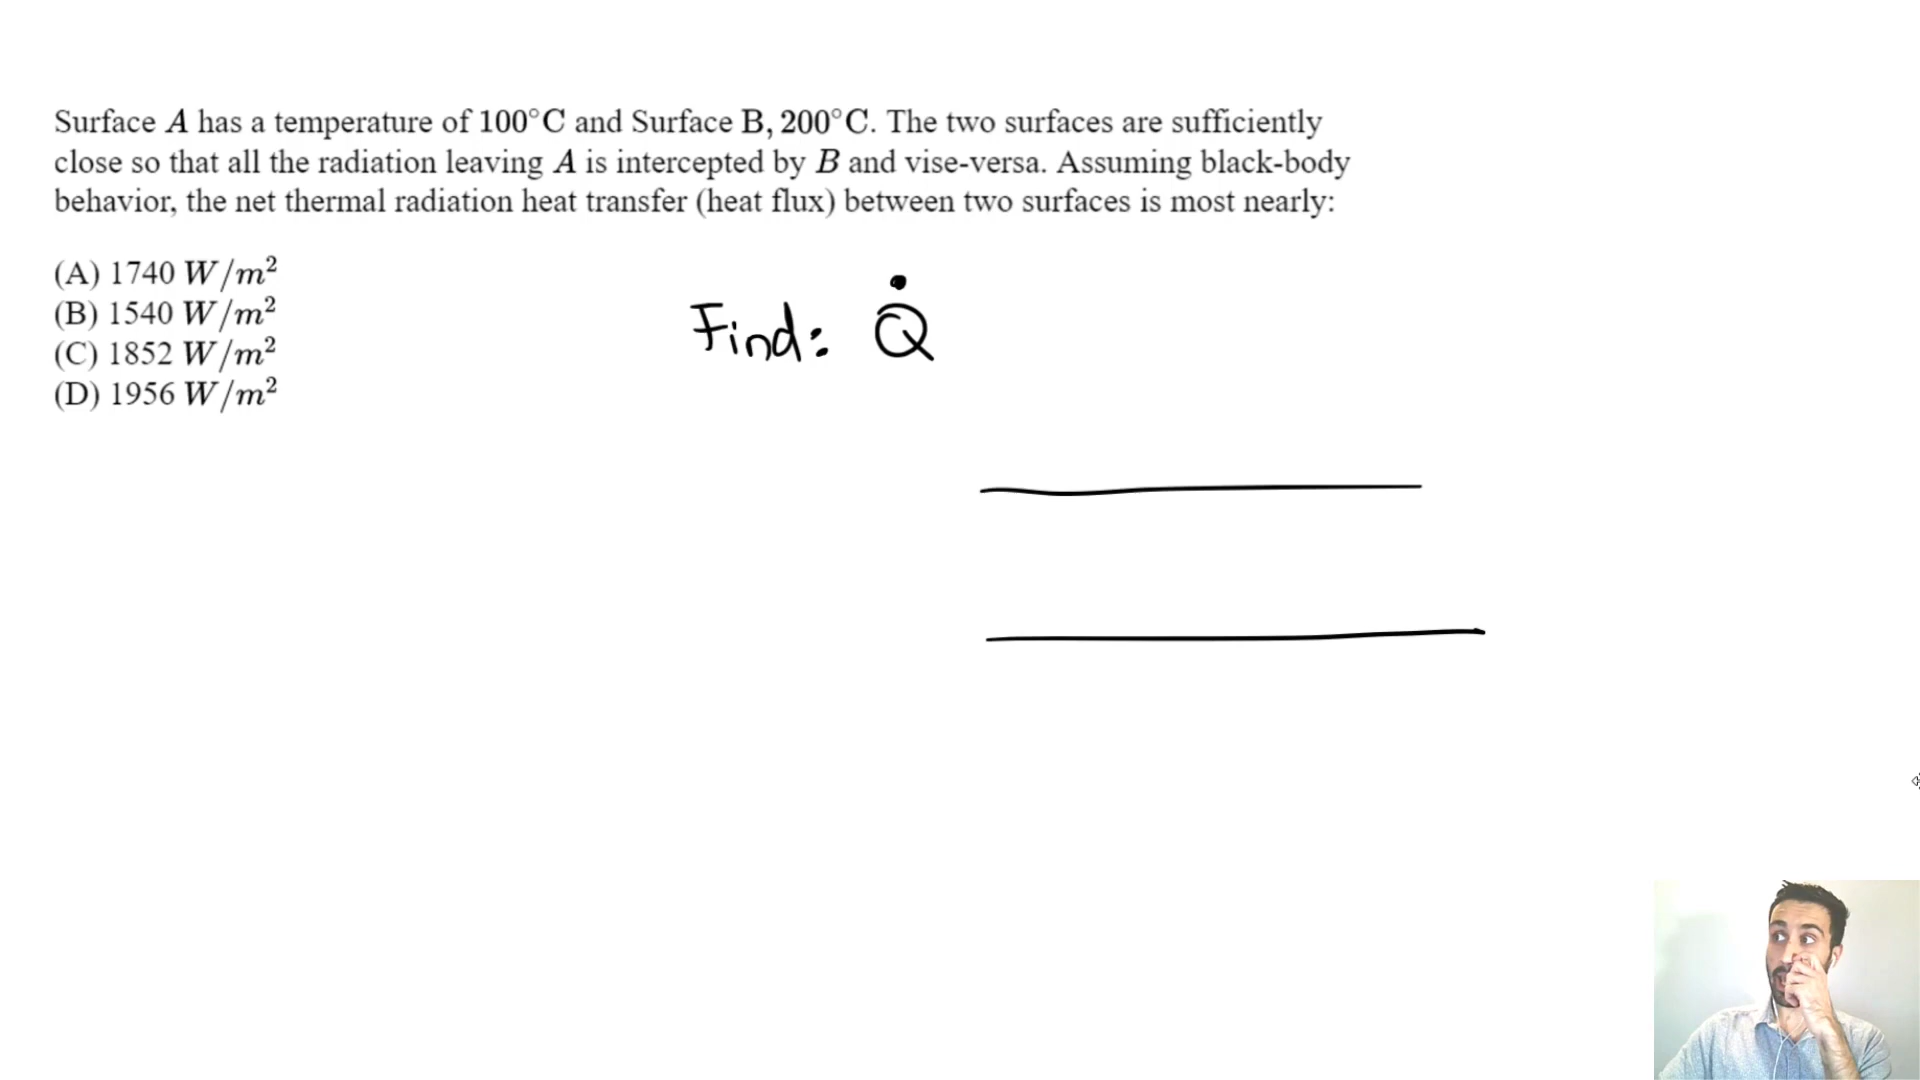 Surface A has a temperature of 100°C and Surface B, 200°C. The two surfaces are sufficiently
close so that all the radiation leaving A is intercepted by B and vise-versa. Assuming black-body
behavior, the net thermal radiation heat transfer (heat flux) between two surfaces is most nearly:
(A) 1740 W/m²
(B) 1540 W/m²
(C) 1852 W/m²
(D) 1956 W/m²
Find: Q̇